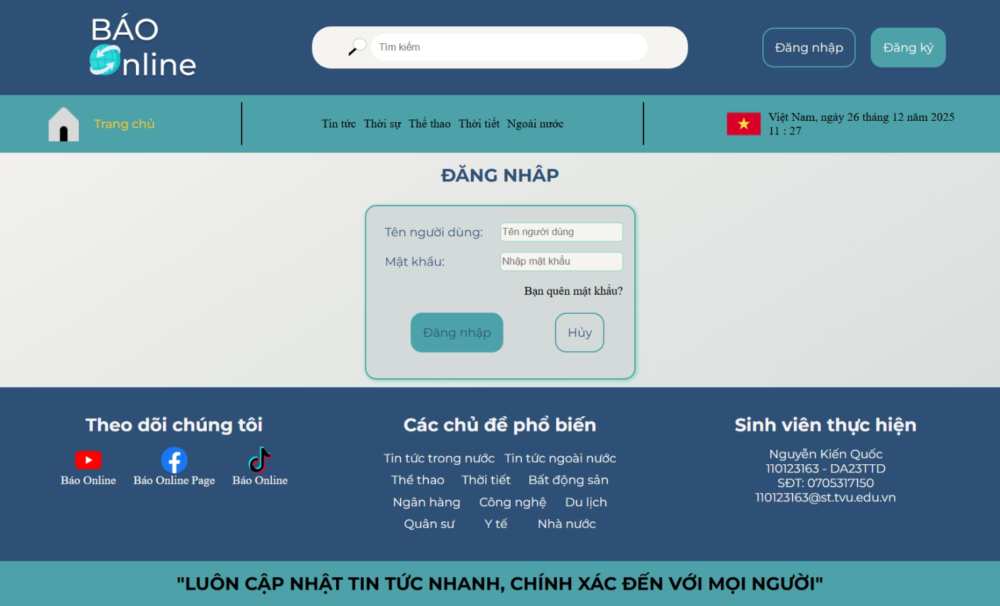 BÁO
Online
Tìm kiếm
Đăng nhập
Đăng ký
Trang chủ
Tin tức Thời sự Thể thao Thời tiết Ngoài nước
Việt Nam, ngày 26 tháng 12 năm 2025
11 : 27
ĐĂNG NHÂP
Tên người dùng:
Tên người dùng
Mật khẩu:
Nhập mật khẩu
Bạn quên mật khẩu?
Đăng nhập
Hủy
Theo dõi chúng tôi
Báo Online
Báo Online Page
Báo Online
Các chủ đề phổ biến
Tin tức trong nước Tin tức ngoài nước
Thể thao Thời tiết Bất động sản
Ngân hàng Công nghệ Du lịch
Quân sư Y tế Nhà nước
Sinh viên thực hiện
Nguyễn Kiến Quốc
110123163 - DA23TTD
SĐT: 0705317150
110123163@st.tvu.edu.vn
"LUÔN CẬP NHẬT TIN TỨC NHANH, CHÍNH XÁC ĐẾN VỚI MỌI NGƯỜI"